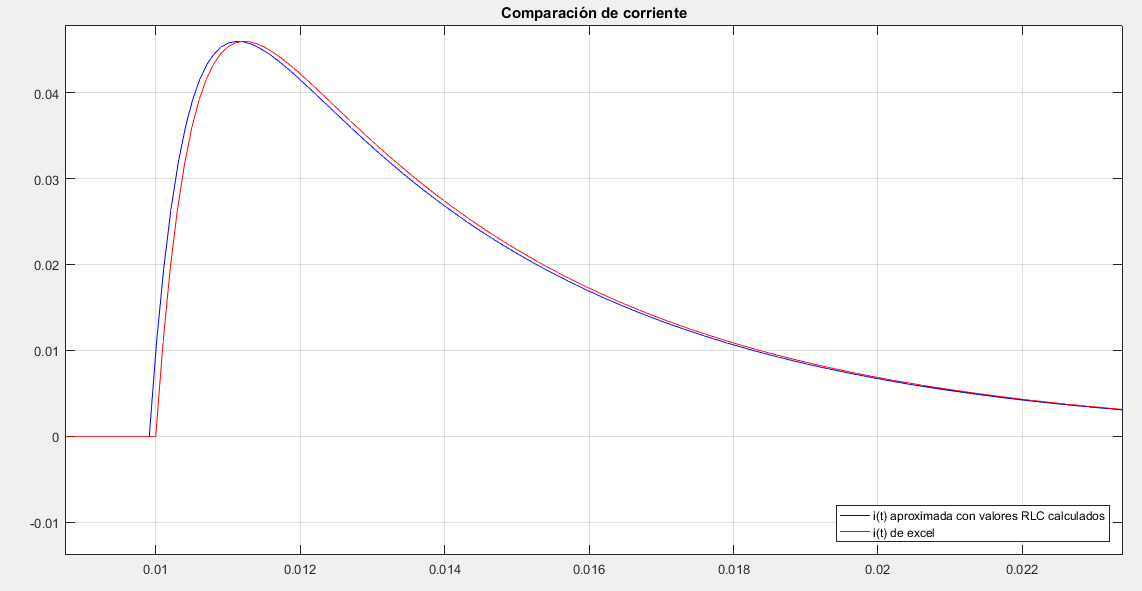 Comparación de corriente
0.04
0.03
0.02
0.01
0
-0.01
i(t) aproximada con valores RLC calculados
i(t) de excel
0.01 0.012 0.014 0.016 0.018 0.02 0.022